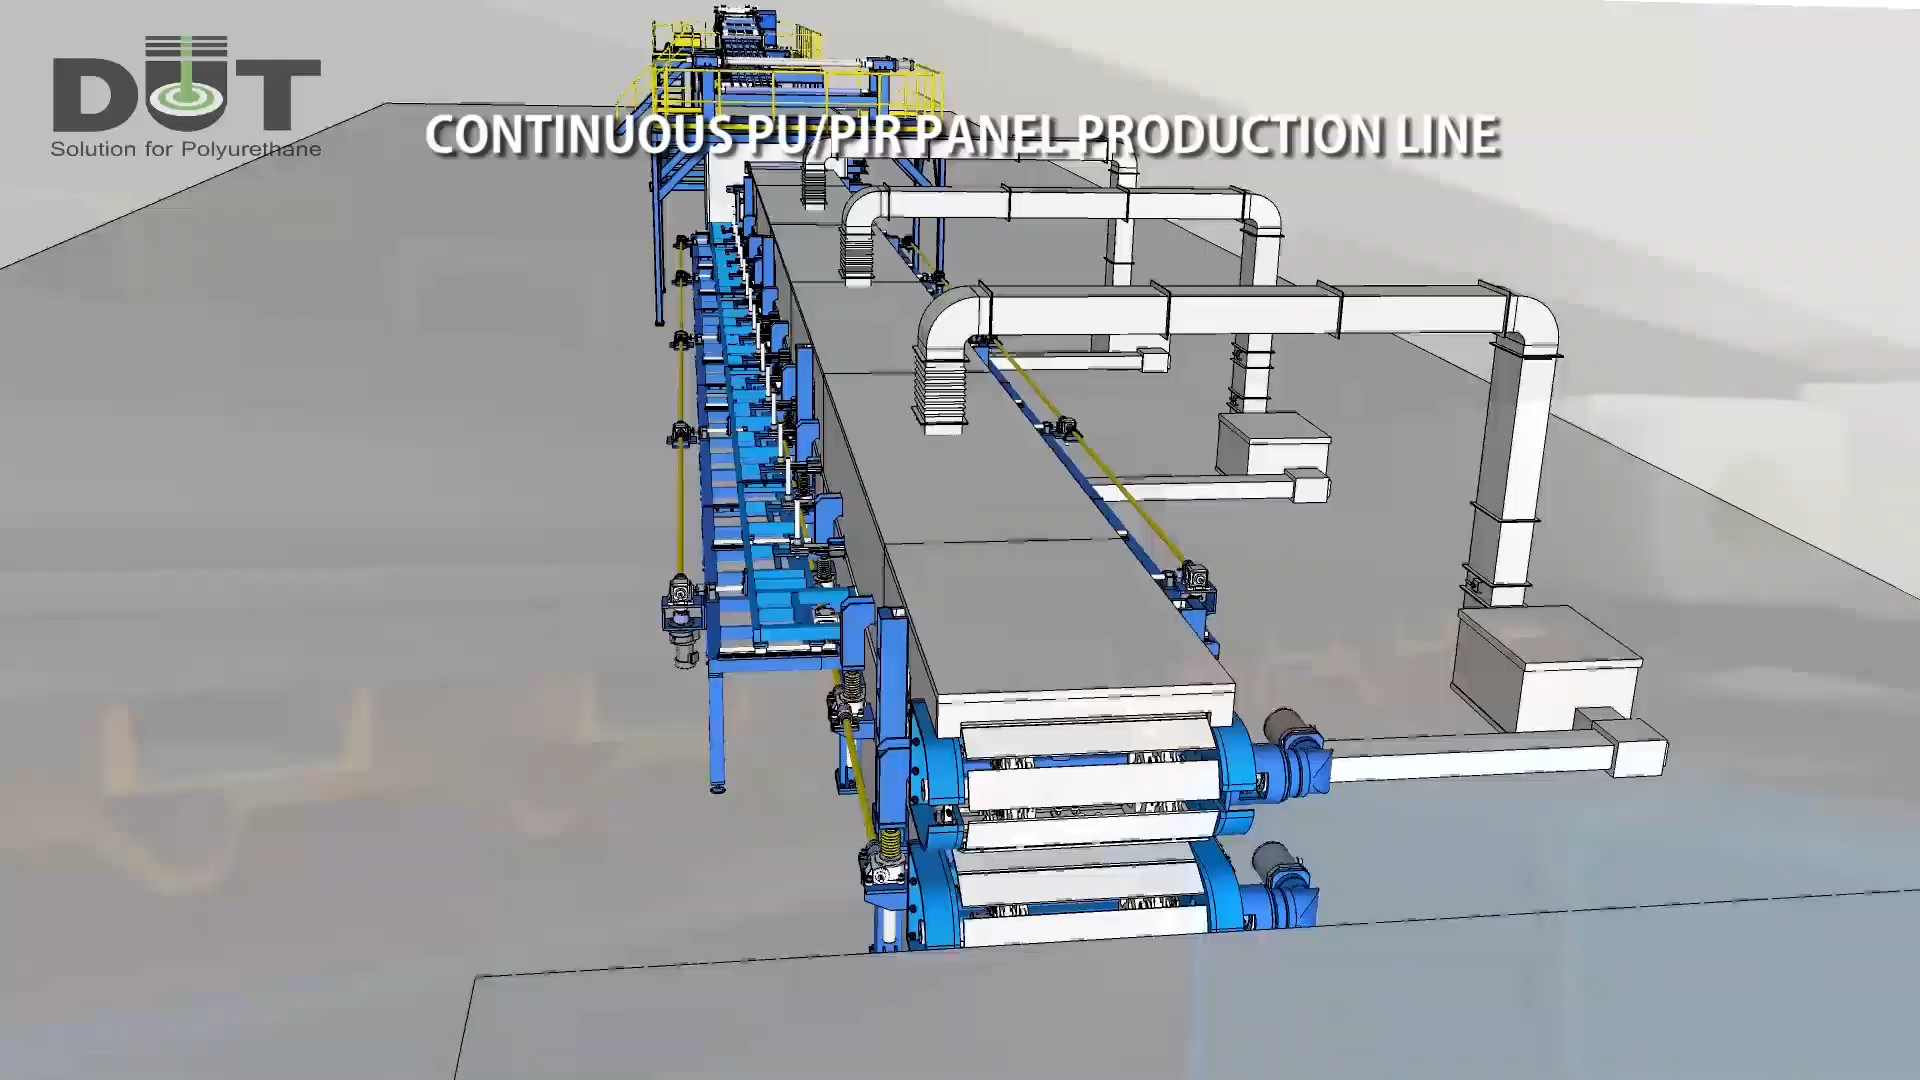 DUT
Solution for Polyurethane
CONTINUOUS PU/PIR PANEL PRODUCTION LINE